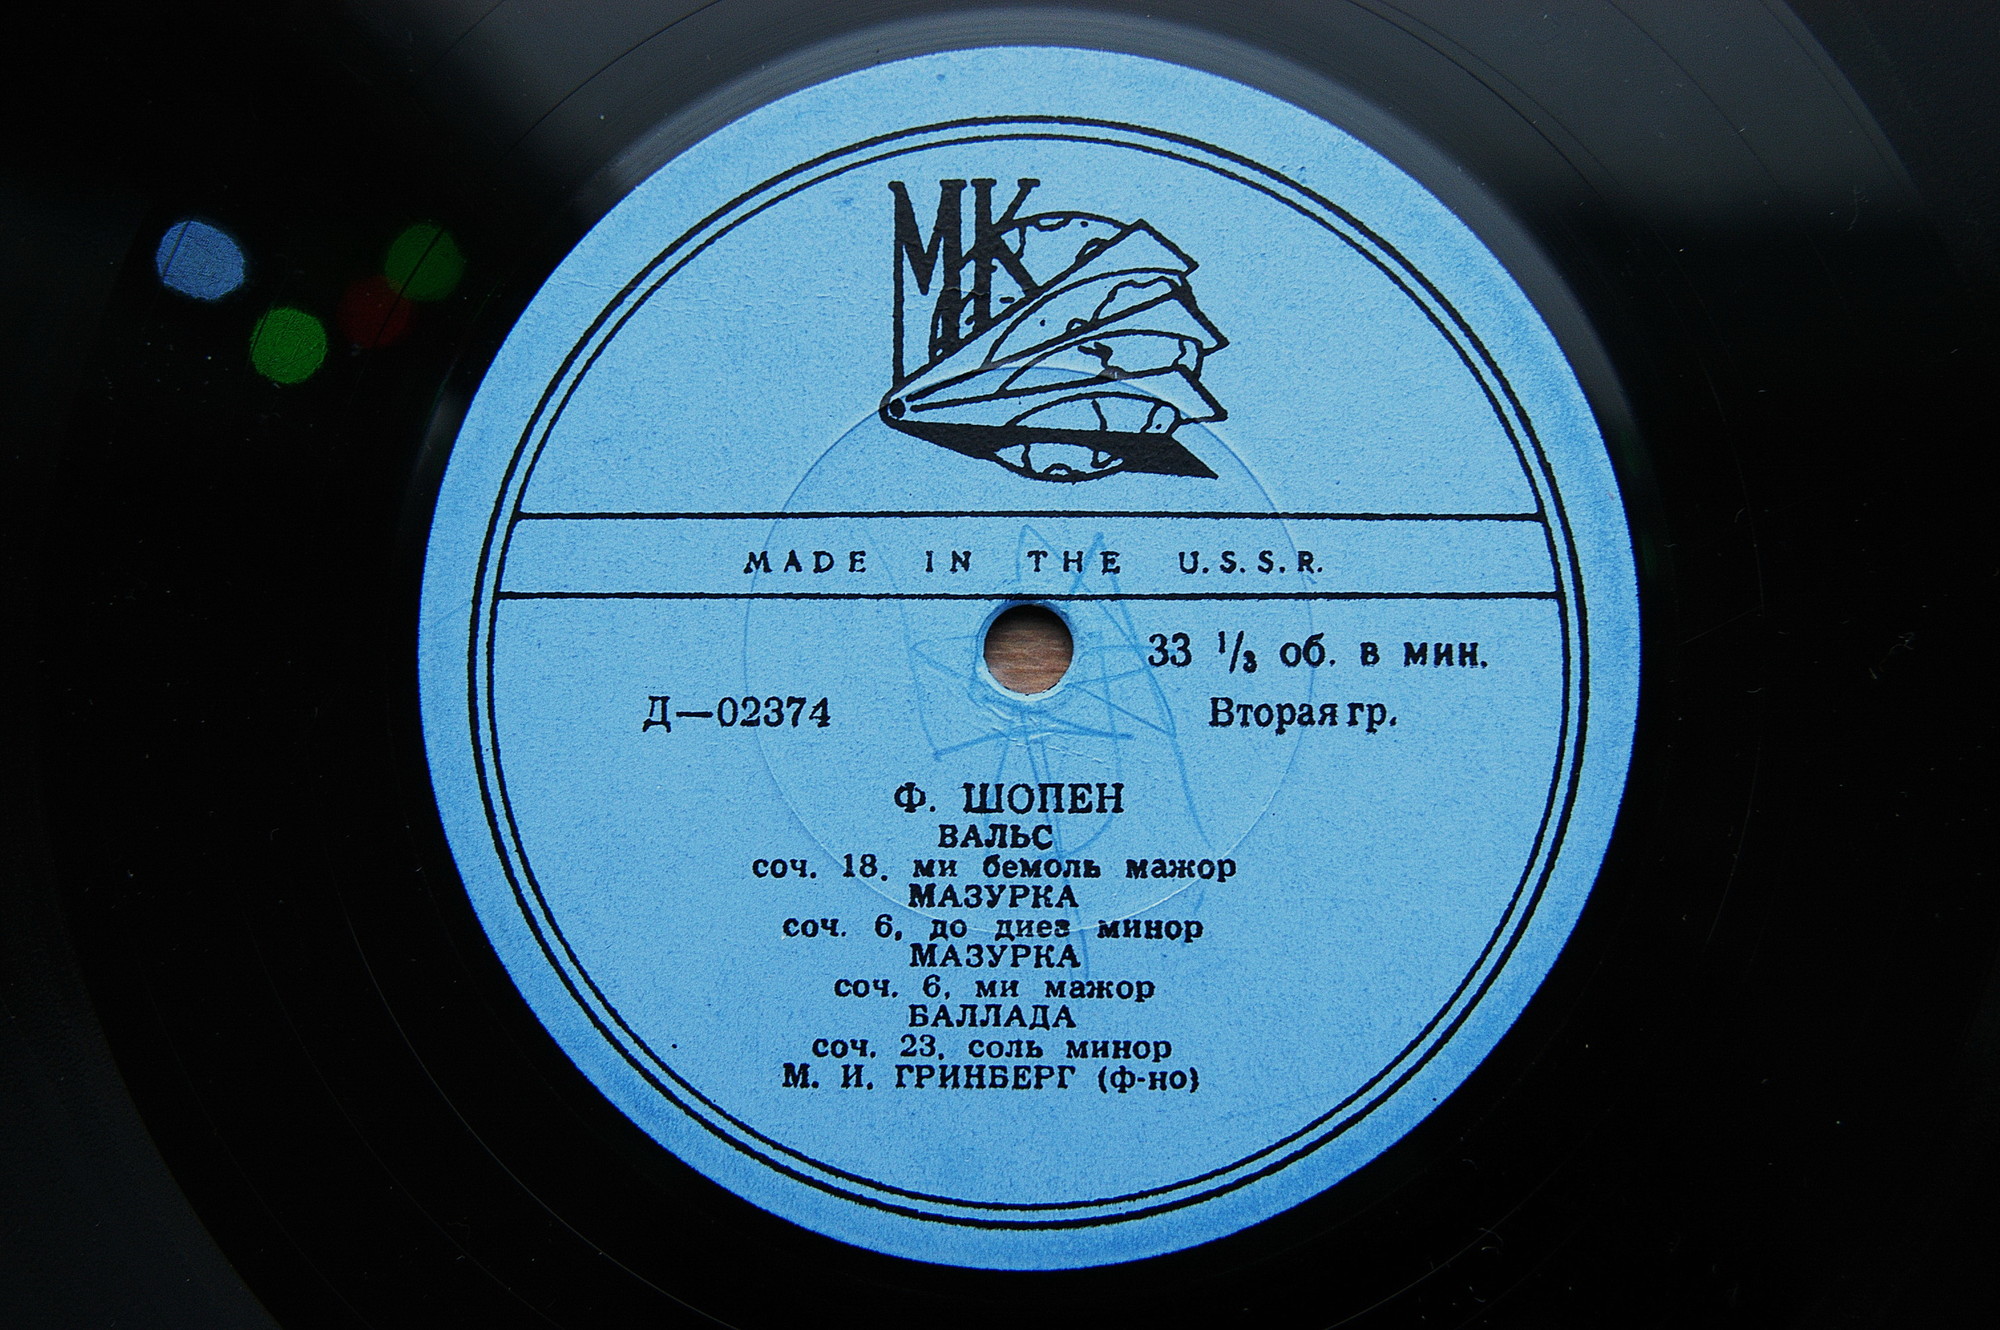 МК
MADE IN THE U.S.S.R.
33 1/3 об. в мин.
Д—02374 Вторая гр.
Ф. ШОПЕН
ВАЛЬС
соч. 18, ми бемоль мажор
МАЗУРКА
соч. 6, до диез минор
МАЗУРКА
соч. 6, ми мажор
БАЛЛАДА
соч. 23, соль минор
М. И. ГРИНБЕРГ (ф-но)